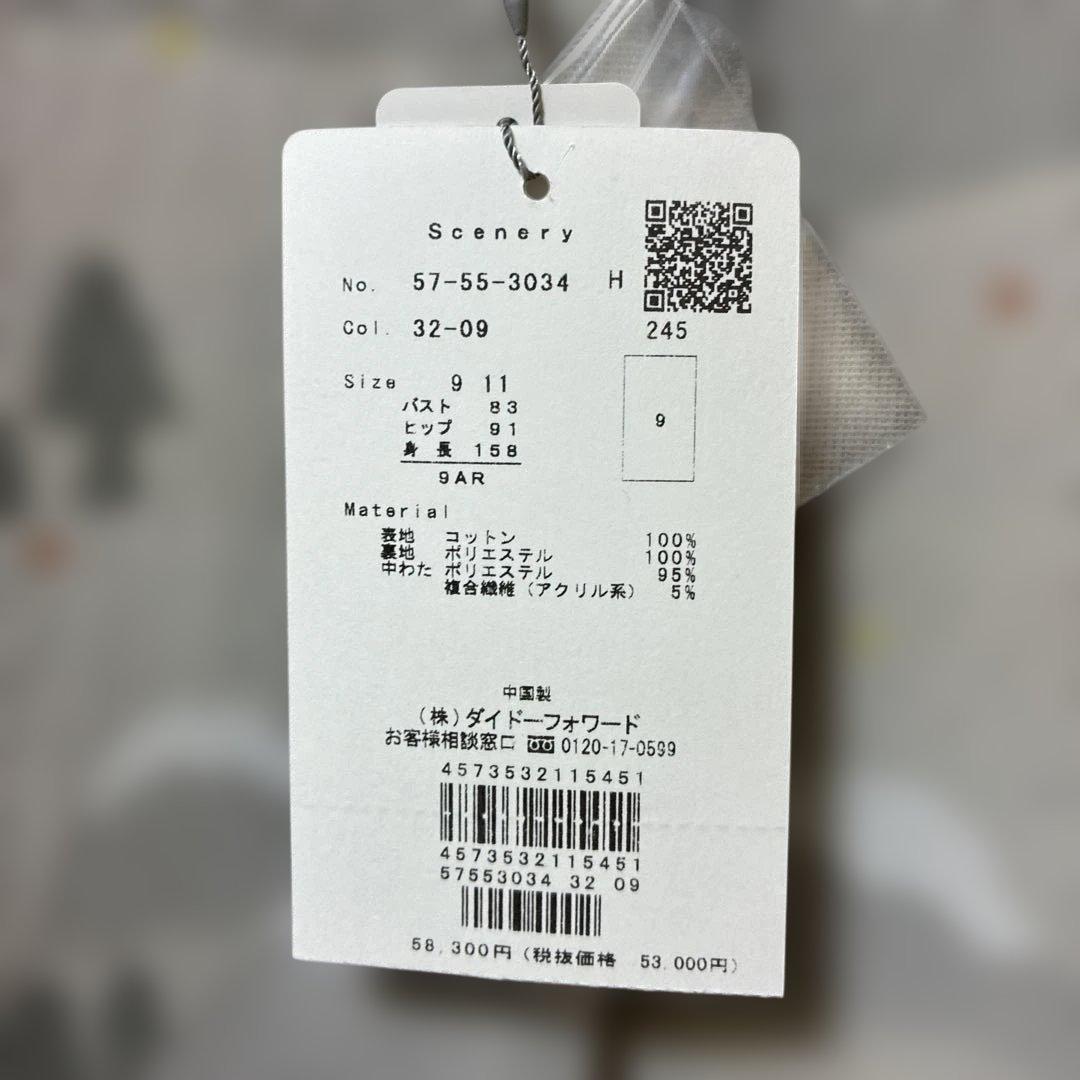 Scenery
No. 57-55-3034 H
Col. 32-09
245
Size 9 11
バスト 83
ヒップ 91
身長 158
9AR
9
Material
表地 コットン 100%
裏地 ポリエステル 100%
中わた ポリエステル 95%
複合繊維（アクリル系） 5%
中国製
（株）ダイドーフォワード
お客様相談窓口 0120-17-0599
4573532115451
4573532115451
57553034 32 09
58,300円（税抜価格 53,000円）